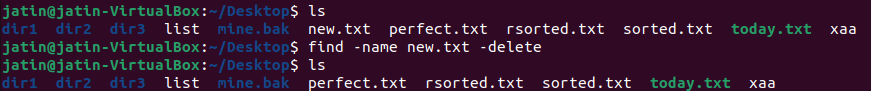 jatin@jatin-VirtualBox:~/Desktop$ ls
dir1  dir2  dir3  list  mine.bak  new.txt  perfect.txt  rsorted.txt  sorted.txt  today.txt  xaa
jatin@jatin-VirtualBox:~/Desktop$ find -name new.txt -delete
jatin@jatin-VirtualBox:~/Desktop$ ls
dir1  dir2  dir3  list  mine.bak  perfect.txt  rsorted.txt  sorted.txt  today.txt  xaa